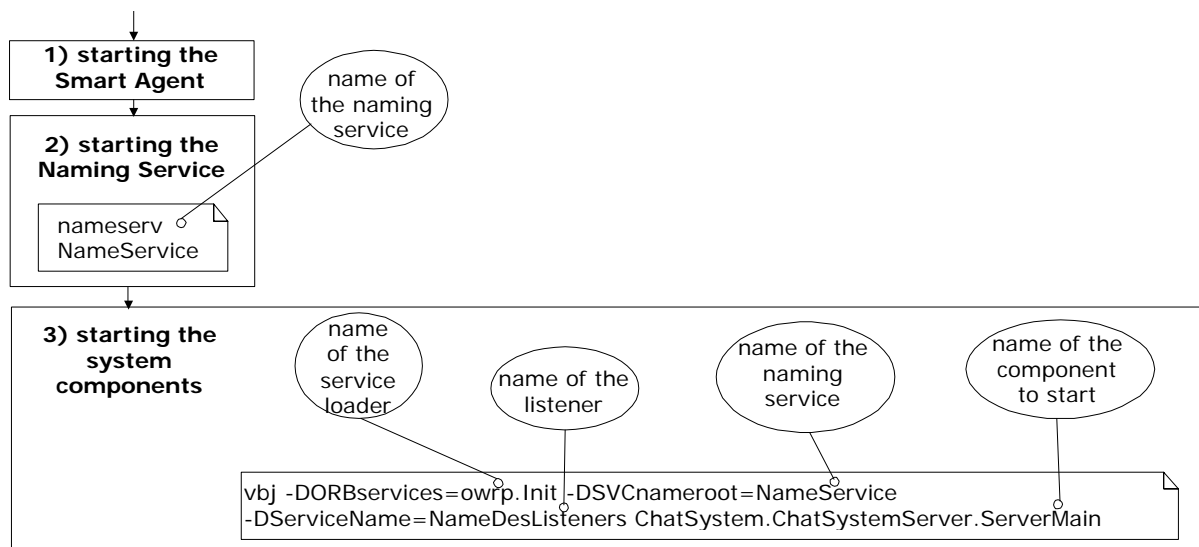 1) starting the
Smart Agent
name of
the naming
service
2) starting the
Naming Service
nameserv
NameService
3) starting the
system
components
name
of the
service
loader
name of the
listener
name of the
naming
service
name of the
component
to start
vbj -DORBservices=owrp.Init -DSVCnameroot=NameService
-DServiceName=NameDesListeners ChatSystem.ChatSystemServer.ServerMain